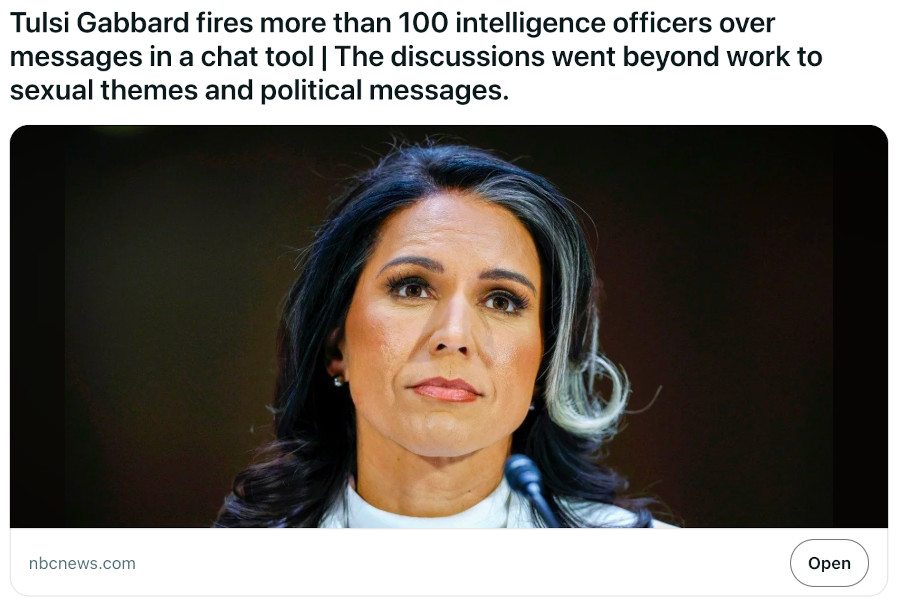 Tulsi Gabbard fires more than 100 intelligence officers over
messages in a chat tool | The discussions went beyond work to
sexual themes and political messages.
nbcnews.com
Open